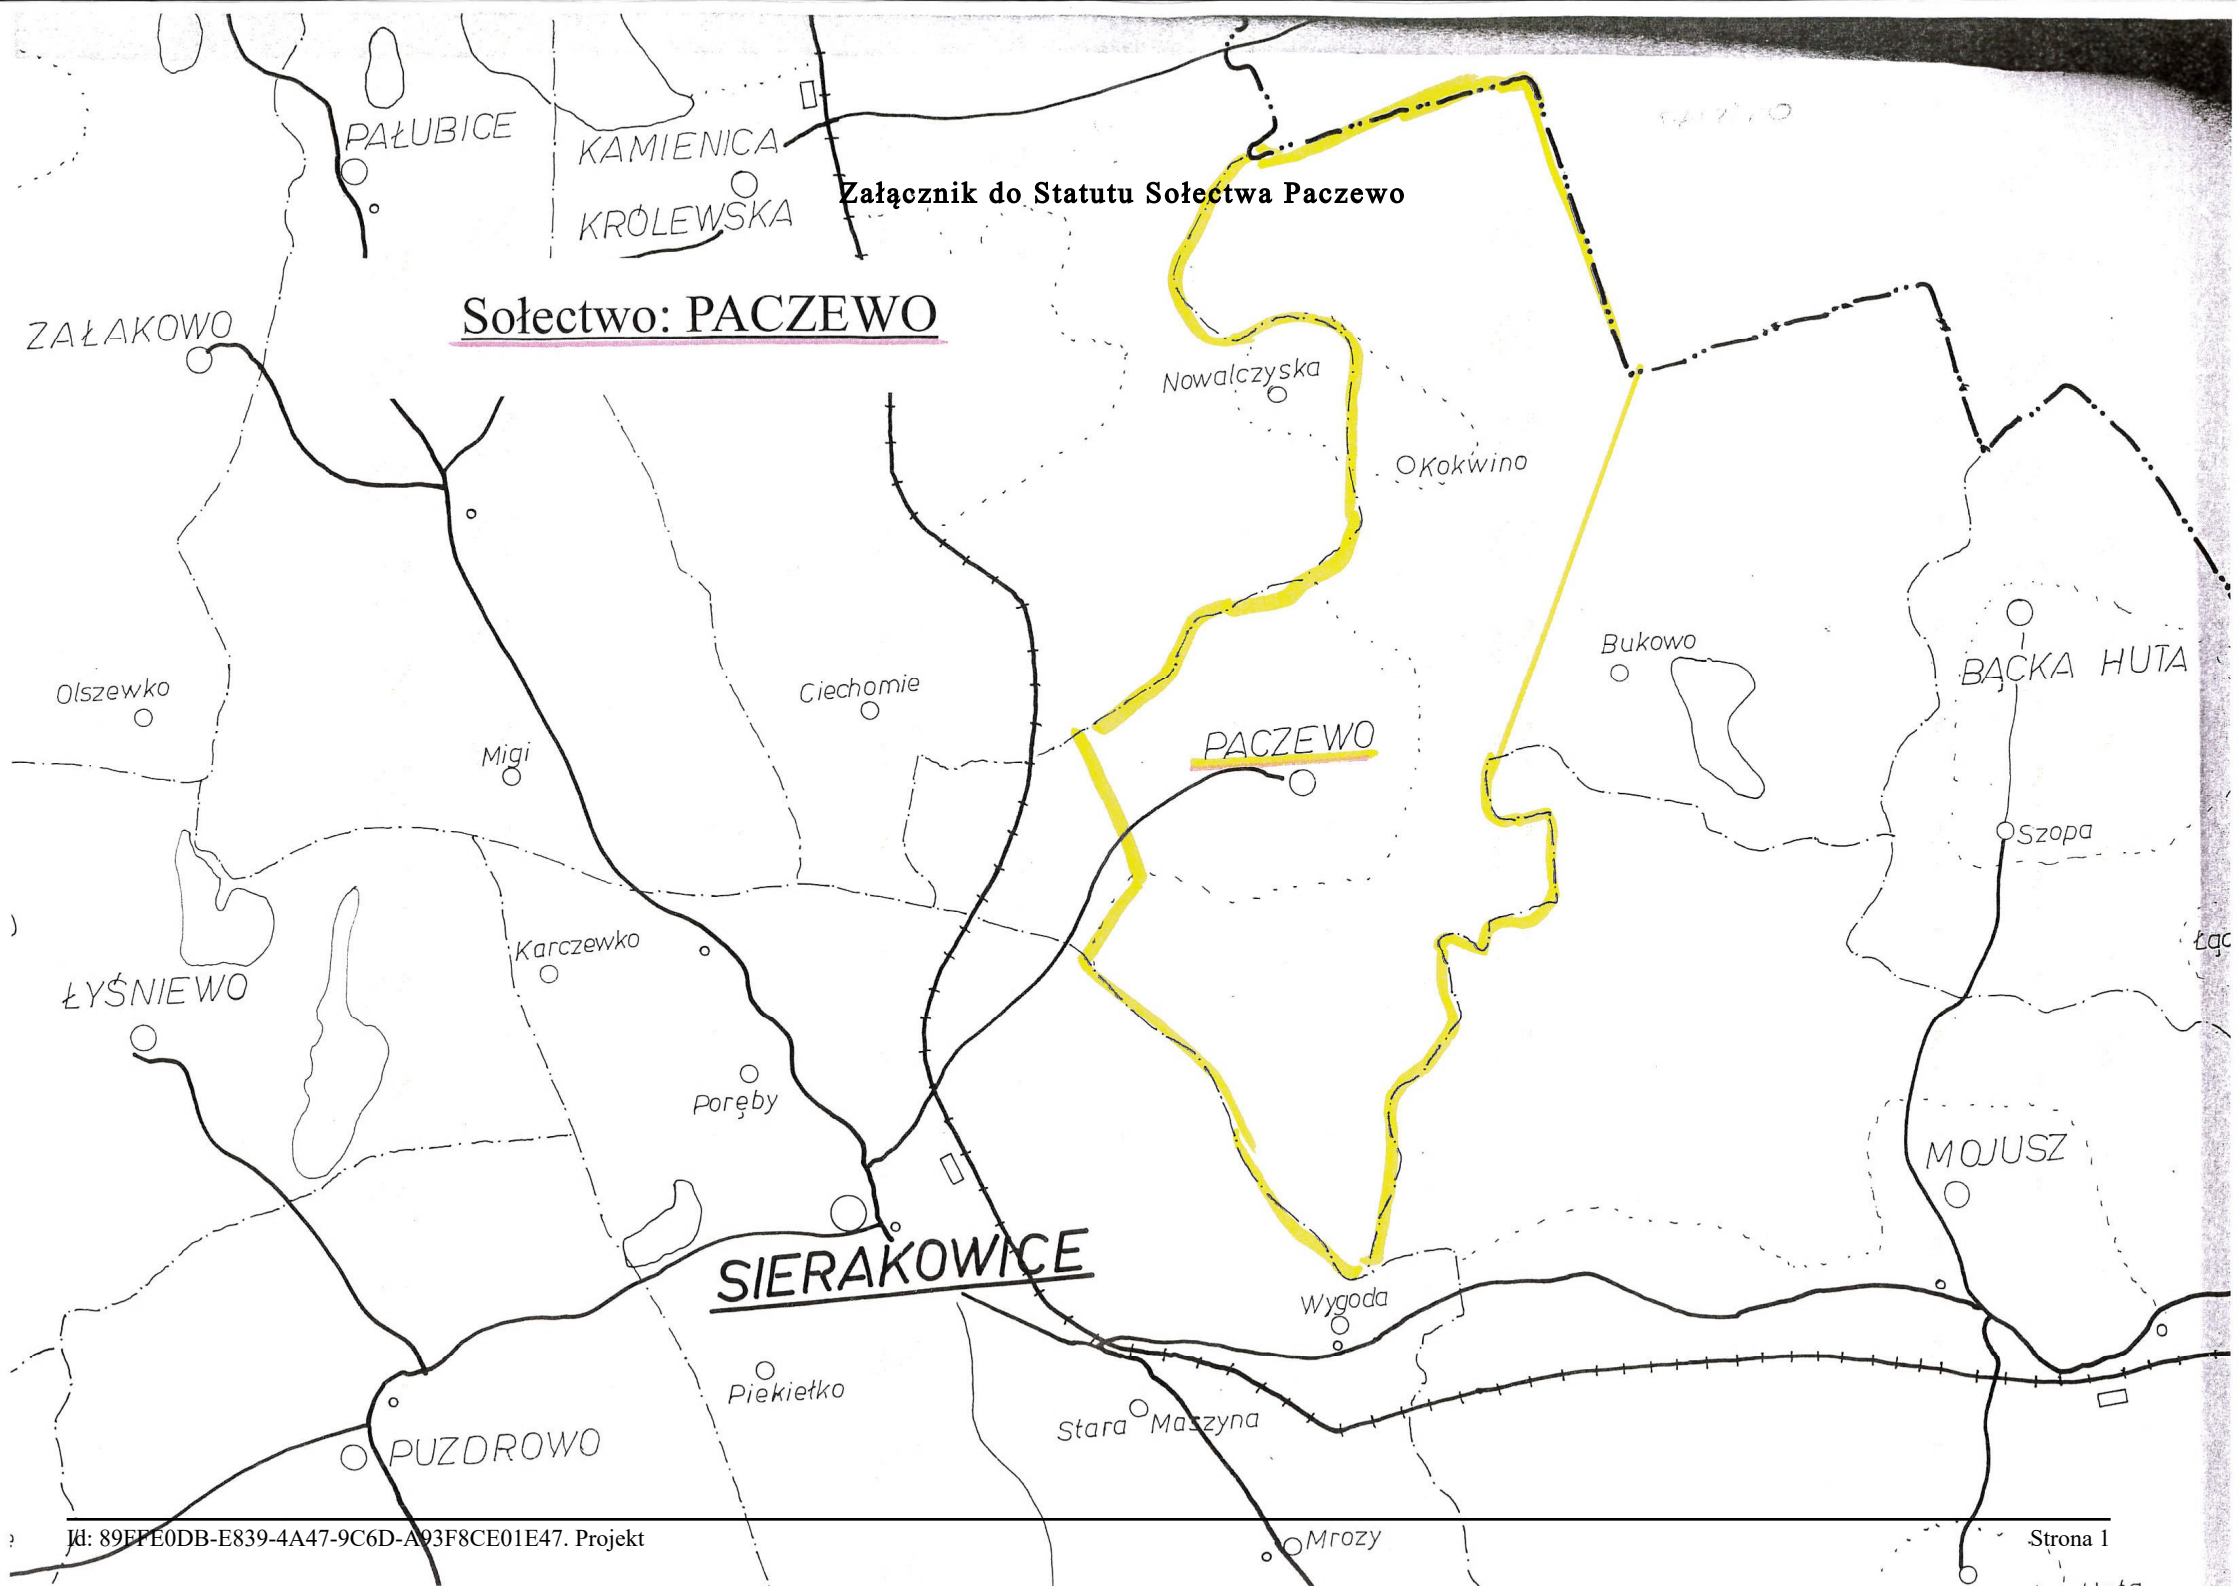 PAŁUBICE
KAMIENICA
KRÓLEWSKA
Załącznik do Statutu Sołectwa Paczewo
Sołectwo: PACZEWO
ZAŁAKOWO
Nowalczyska
Kokwino
Bukowo
BĄCKA HUTA
Olszewko
Ciechomie
Migi
PACZEWO
Szopa
Karczewko
ŁYŚNIEWO
Poręby
MOJUSZ
SIERAKOWICE
Wygoda
Piekiełko
Stara Maszyna
PUZDROWO
Mrozy
Id: 89FFE0DB-E839-4A47-9C6D-A93F8CE01E47. Projekt
Strona 1